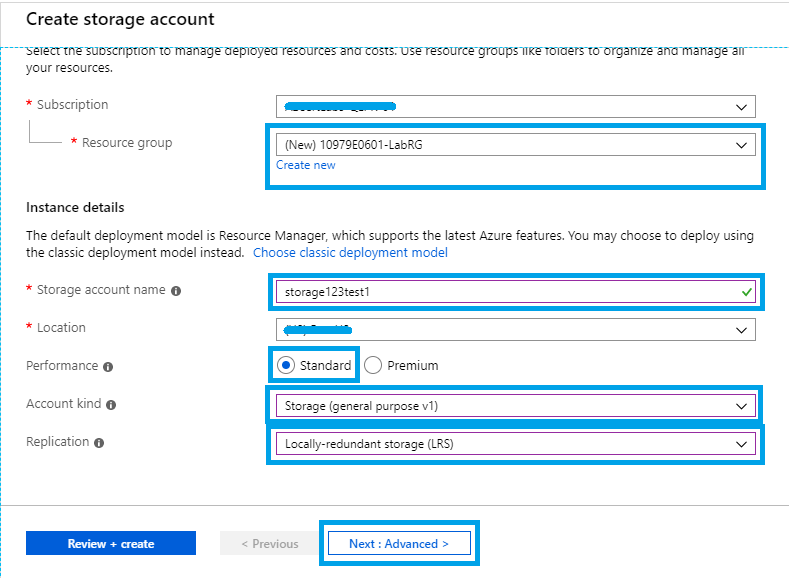 Create storage account
Select the subscription to manage deployed resources and costs. Use resource groups like folders to organize and manage all
your resources.
* Subscription
* Resource group
(New) 10979E0601-LabRG
Create new
Instance details
The default deployment model is Resource Manager, which supports the latest Azure features. You may choose to deploy using
the classic deployment model instead. Choose classic deployment model
* Storage account name
storage123test1
* Location
Performance
Standard
Premium
Account kind
Storage (general purpose v1)
Replication
Locally-redundant storage (LRS)
Review + create
< Previous
Next : Advanced >